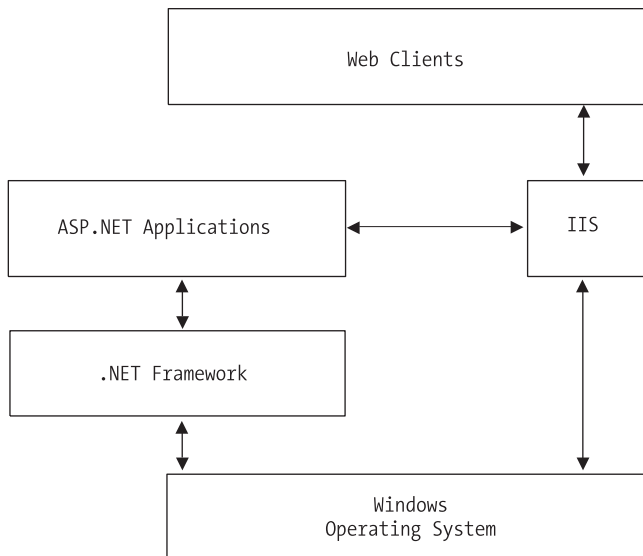 Web Clients
ASP.NET Applications
IIS
.NET Framework
Windows
Operating System